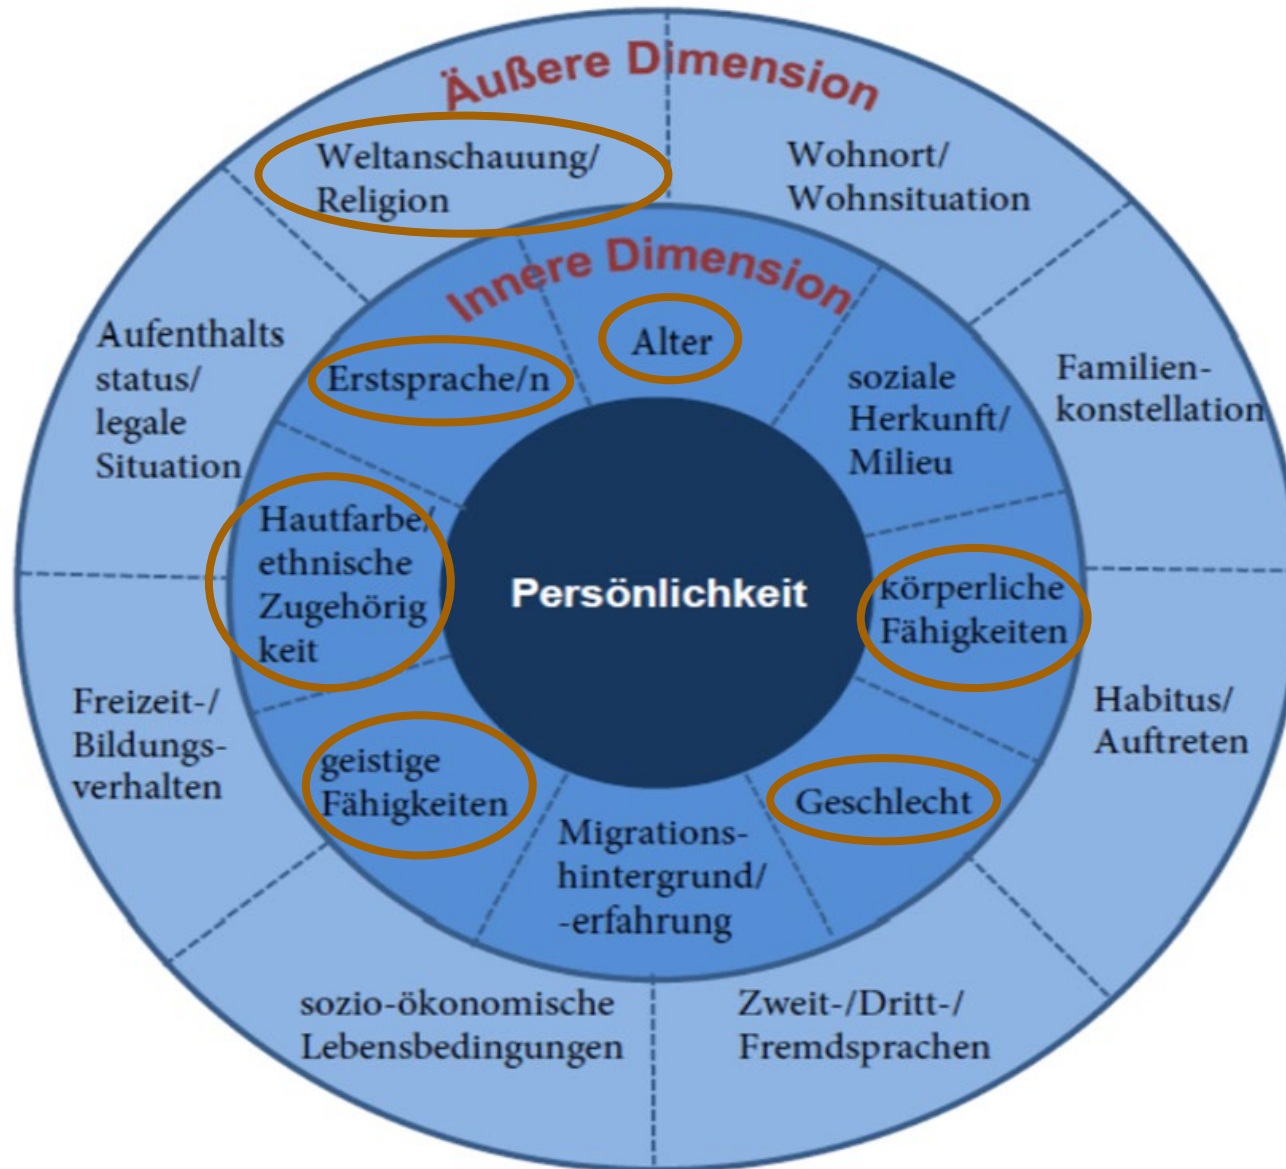 Äußere Dimension
Weltanschauung/
Religion
Wohnort/
Wohnsituation
Innere Dimension
Aufenthalts
status/
legale
Situation
Erstsprache/n
Alter
soziale
Herkunft/
Milieu
Familien-
konstellation
Hautfarbe/
ethnische
Zugehörig
keit
Persönlichkeit
körperliche
Fähigkeiten
Freizeit-/
Bildungs-
verhalten
geistige
Fähigkeiten
Migrations-
hintergrund/
-erfahrung
Geschlecht
Habitus/
Auftreten
sozio-ökonomische
Lebensbedingungen
Zweit-/Dritt-/
Fremdsprachen